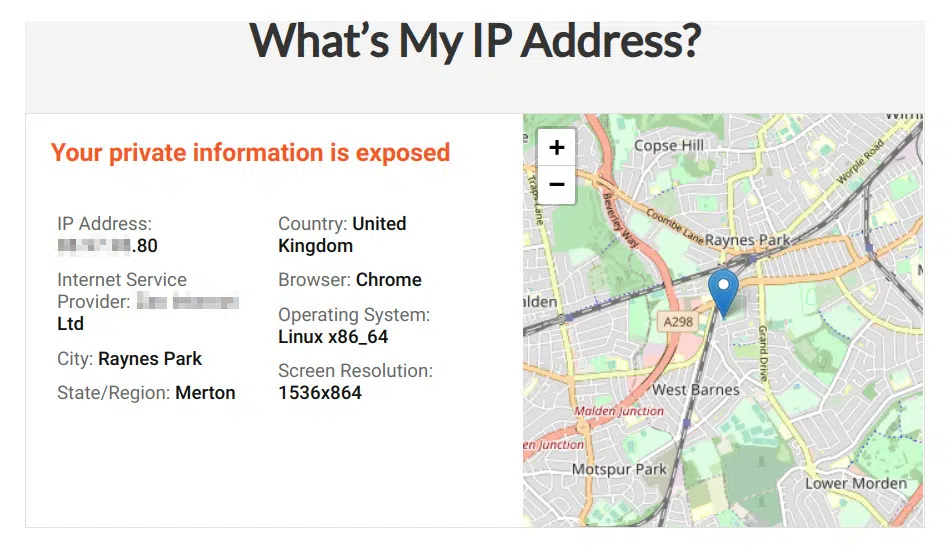 What's My IP Address?
Your private information is exposed
IP Address:
.80
Internet Service
Provider:
Ltd
City: Raynes Park
State/Region: Merton
Country: United
Kingdom
Browser: Chrome
Operating System:
Linux x86_64
Screen Resolution:
1536x864
+
−
Copse Hill
Worple Road
Traps Lane
Beverley Way
Coombe Lane
Raynes Park
alden
A298
Grand Drive
West Barnes
Malden Junction
en Junction
Motspur Park
Lower Morden